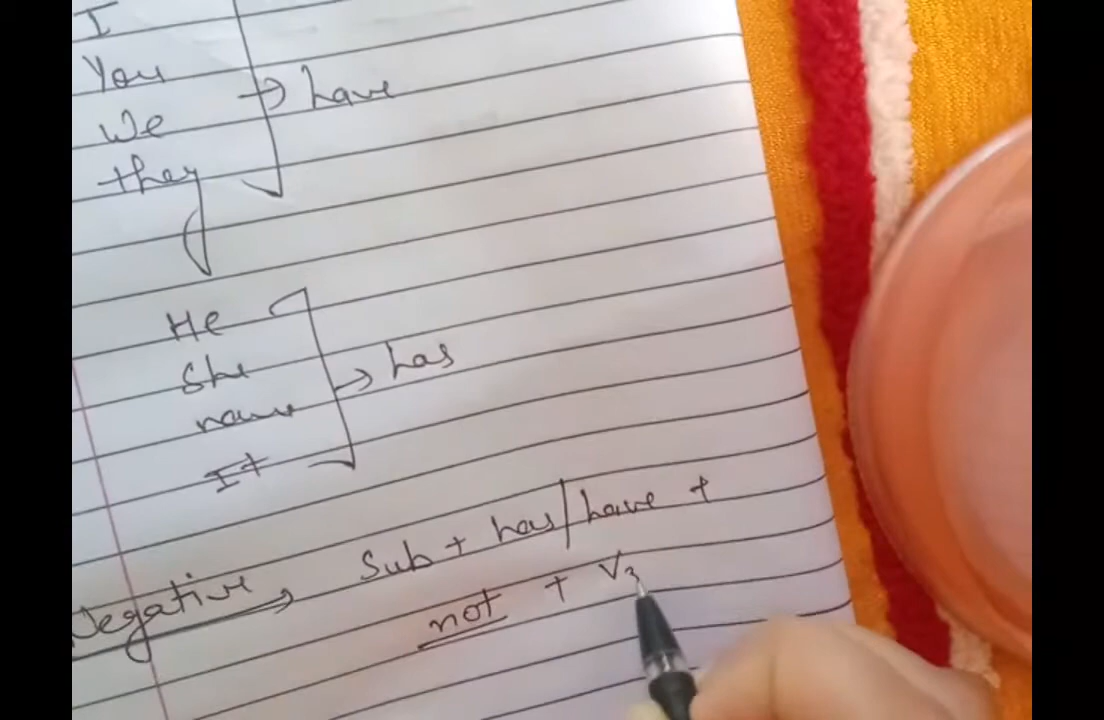 I
You
We → have
they
He
She → has
name
It
Negative → Sub + has/have +
not + V3